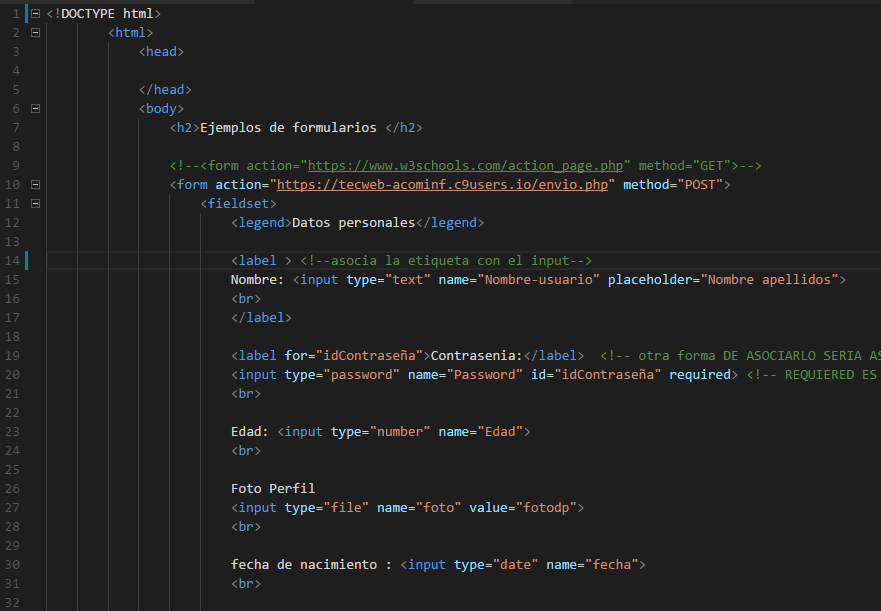 1 <!DOCTYPE html>
2 <html>
3 <head>
4
5 </head>
6 <body>
7 <h2>Ejemplos de formularios </h2>
8
9 <!--<form action="https://www.w3schools.com/action_page.php" method="GET">-->
10 <form action="https://tecweb-acominf.c9users.io/envio.php" method="POST">
11 <fieldset>
12 <legend>Datos personales</legend>
13
14 <label > <!--asocia la etiqueta con el input-->
15 Nombre: <input type="text" name="Nombre-usuario" placeholder="Nombre apellidos">
16 <br>
17 </label>
18
19 <label for="idContraseña">Contrasenia:</label> <!-- otra forma DE ASOCIARLO SERIA AS
20 <input type="password" name="Password" id="idContraseña" required> <!-- REQUIERED ES
21 <br>
22
23 Edad: <input type="number" name="Edad">
24 <br>
25
26 Foto Perfil
27 <input type="file" name="foto" value="fotodp">
28 <br>
29
30 fecha de nacimiento : <input type="date" name="fecha">
31 <br>
32